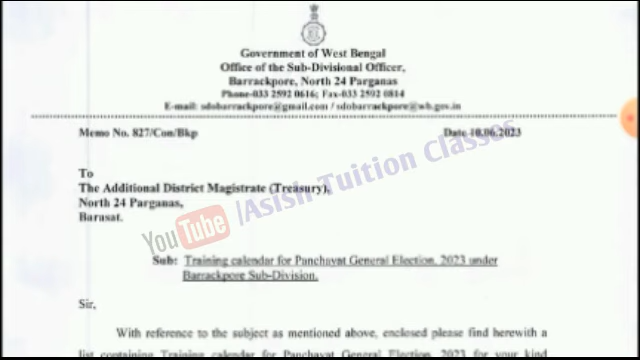 Government of West Bengal
Office of the Sub-Divisional Officer,
Barrackpore, North 24 Parganas
Phone-033 2592 0616; Fax-033 2592 0814
E-mail: sdobarrackpore@gmail.com / sdobarrackpore@wb.gov.in
Memo No. 827/Con/Bkp Date 10.06.2023
To
The Additional District Magistrate (Treasury),
North 24 Parganas,
Barasat.
YouTube /Asish Tuition Classes
Sub: Training calendar for Panchayat General Election, 2023 under
Barrackpore Sub-Division.
Sir,
With reference to the subject as mentioned above, enclosed please find herewith a
list containing Training calendar for Panchayat General Election, 2023 for your kind